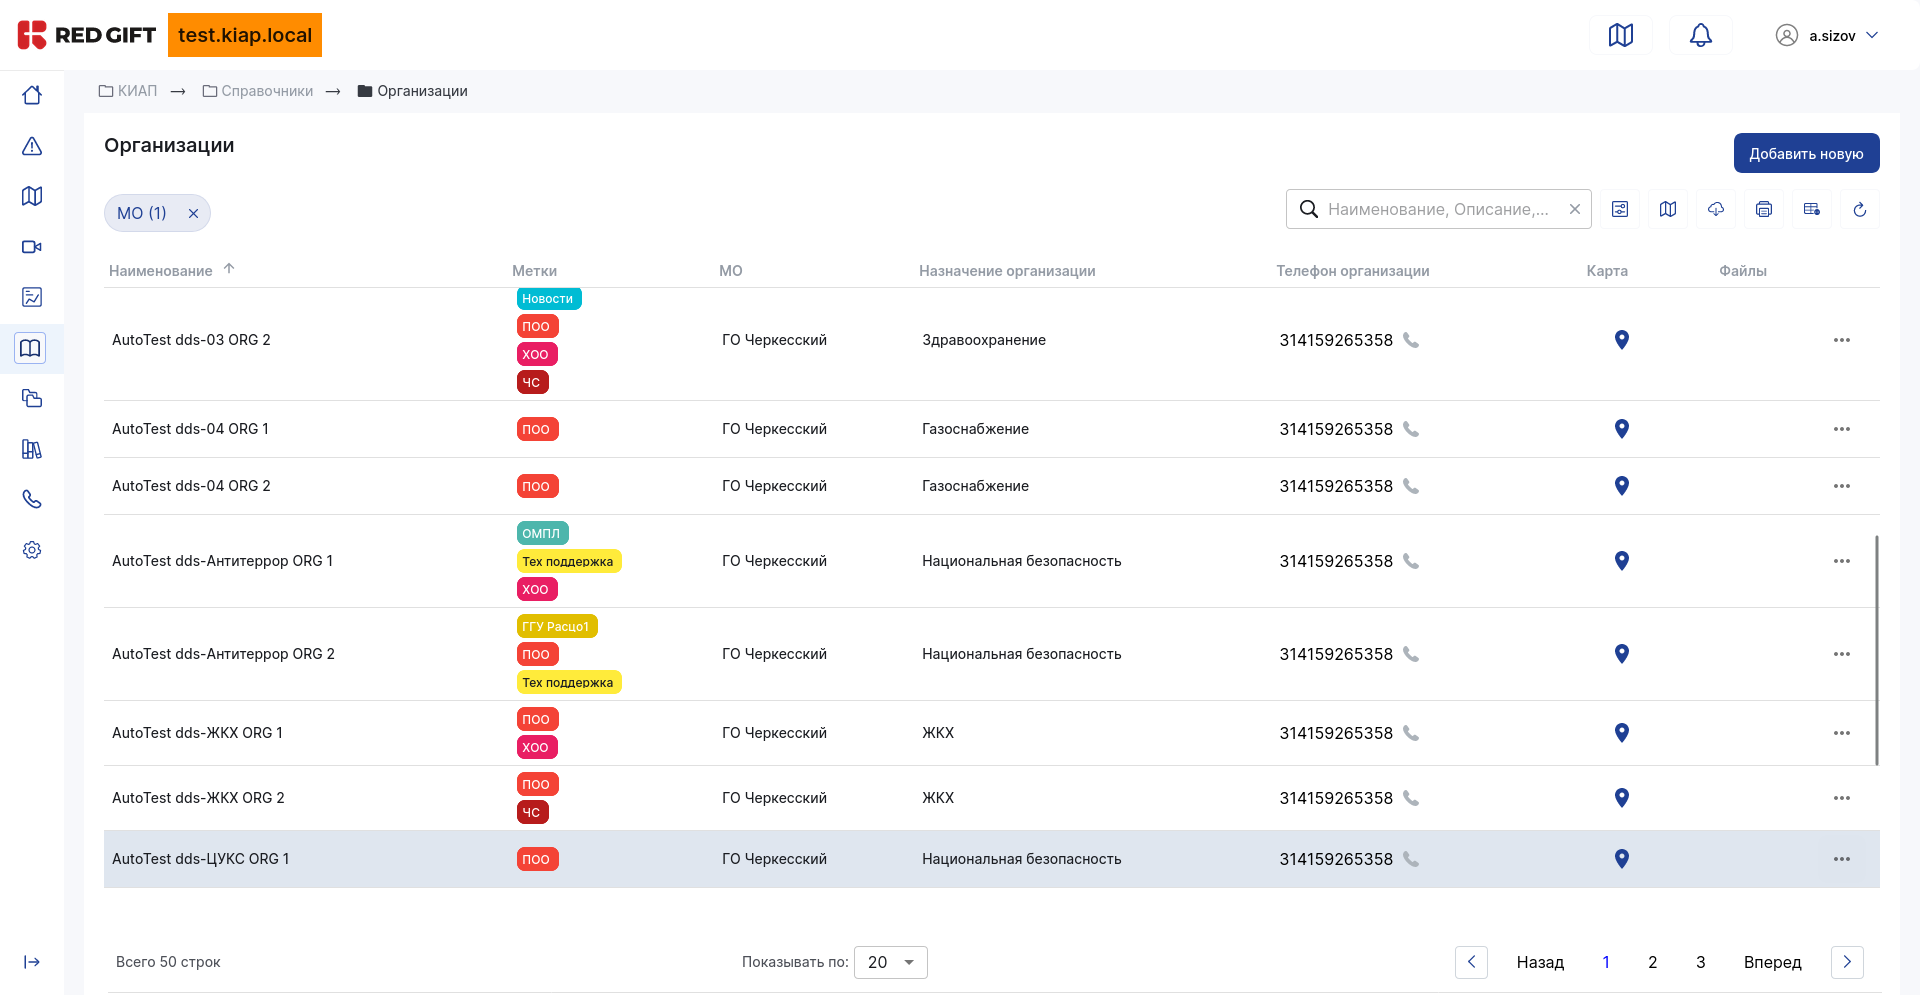 RED GIFT test.kiap.local
a.sizov
КИАП → Справочники → Организации
Организации
Добавить новую
МО (1)
Наименование, Описание,...
Наименование Метки МО Назначение организации Телефон организации Карта Файлы
Новости
ПОО
AutoTest dds-03 ORG 2 ГО Черкесский Здравоохранение 314159265358
ХОО
ЧС
AutoTest dds-04 ORG 1 ПОО ГО Черкесский Газоснабжение 314159265358
AutoTest dds-04 ORG 2 ПОО ГО Черкесский Газоснабжение 314159265358
ОМПЛ
AutoTest dds-Антитеррор ORG 1 Тех поддержка ГО Черкесский Национальная безопасность 314159265358
ХОО
ГГУ Расцо1
AutoTest dds-Антитеррор ORG 2 ПОО ГО Черкесский Национальная безопасность 314159265358
Тех поддержка
ПОО
AutoTest dds-ЖКХ ORG 1 ГО Черкесский ЖКХ 314159265358
ХОО
ПОО
AutoTest dds-ЖКХ ORG 2 ГО Черкесский ЖКХ 314159265358
ЧС
AutoTest dds-ЦУКС ORG 1 ПОО ГО Черкесский Национальная безопасность 314159265358
Всего 50 строк Показывать по: 20 Назад 1 2 3 Вперед